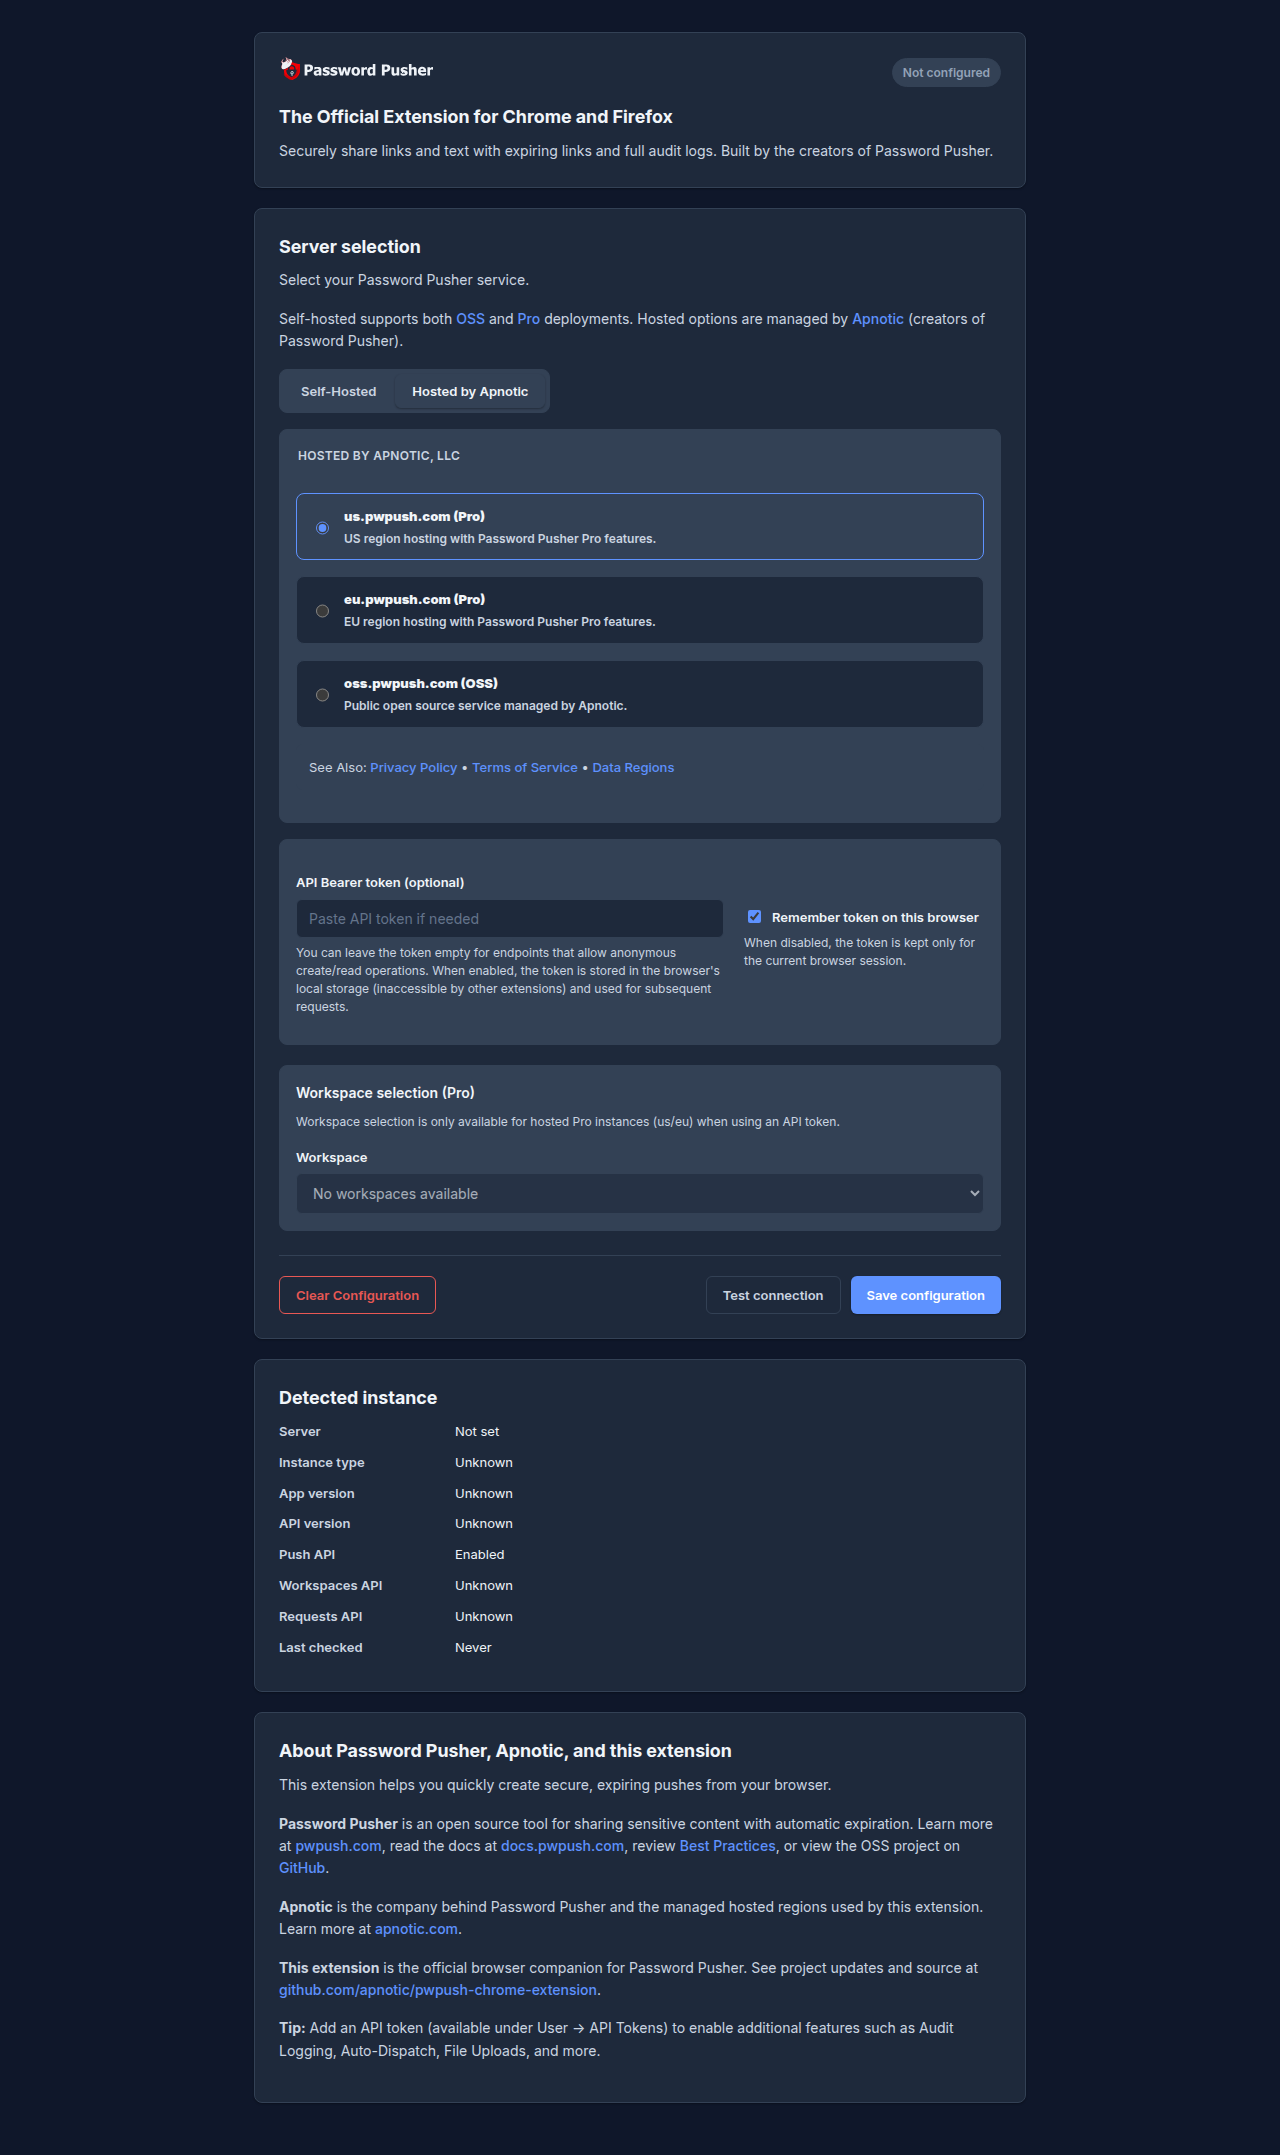 Password Pusher
Not configured
The Official Extension for Chrome and Firefox
Securely share links and text with expiring links and full audit logs. Built by the creators of Password Pusher.
Server selection
Select your Password Pusher service.
Self-hosted supports both OSS and Pro deployments. Hosted options are managed by Apnotic (creators of
Password Pusher).
Self-Hosted
Hosted by Apnotic
HOSTED BY APNOTIC, LLC
us.pwpush.com (Pro)
US region hosting with Password Pusher Pro features.
eu.pwpush.com (Pro)
EU region hosting with Password Pusher Pro features.
oss.pwpush.com (OSS)
Public open source service managed by Apnotic.
See Also: Privacy Policy • Terms of Service • Data Regions
API Bearer token (optional)
Paste API token if needed
You can leave the token empty for endpoints that allow anonymous
create/read operations. When enabled, the token is stored in the browser's
local storage (inaccessible by other extensions) and used for subsequent
requests.
Remember token on this browser
When disabled, the token is kept only for
the current browser session.
Workspace selection (Pro)
Workspace selection is only available for hosted Pro instances (us/eu) when using an API token.
Workspace
No workspaces available
Clear Configuration
Test connection
Save configuration
Detected instance
Server Not set
Instance type Unknown
App version Unknown
API version Unknown
Push API Enabled
Workspaces API Unknown
Requests API Unknown
Last checked Never
About Password Pusher, Apnotic, and this extension
This extension helps you quickly create secure, expiring pushes from your browser.
Password Pusher is an open source tool for sharing sensitive content with automatic expiration. Learn more
at pwpush.com, read the docs at docs.pwpush.com, review Best Practices, or view the OSS project on
GitHub.
Apnotic is the company behind Password Pusher and the managed hosted regions used by this extension.
Learn more at apnotic.com.
This extension is the official browser companion for Password Pusher. See project updates and source at
github.com/apnotic/pwpush-chrome-extension.
Tip: Add an API token (available under User → API Tokens) to enable additional features such as Audit
Logging, Auto-Dispatch, File Uploads, and more.